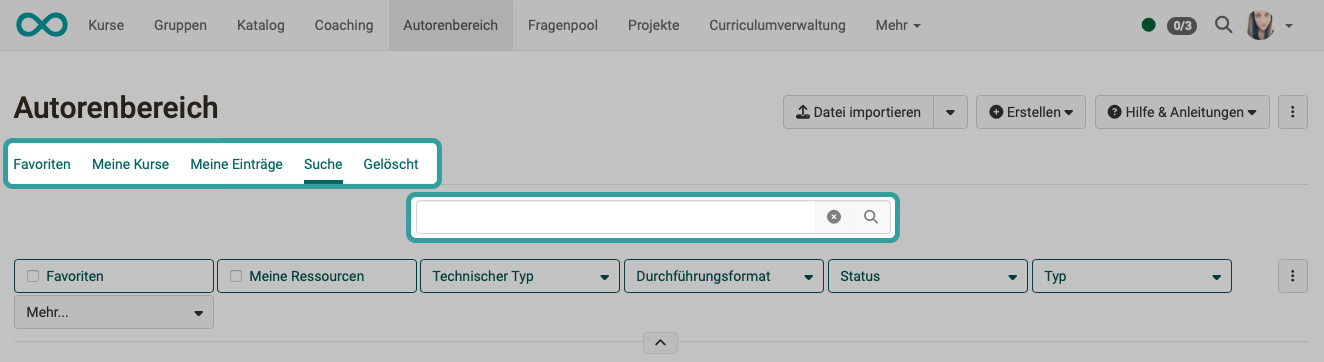 Kurse Gruppen Katalog Coaching Autorenbereich Fragenpool Projekte Curriculumverwaltung Mehr 0/3
Autorenbereich
Datei importieren Erstellen Hilfe & Anleitungen
Favoriten Meine Kurse Meine Einträge Suche Gelöscht
Favoriten Meine Ressourcen Technischer Typ Durchführungsformat Status Typ
Mehr...